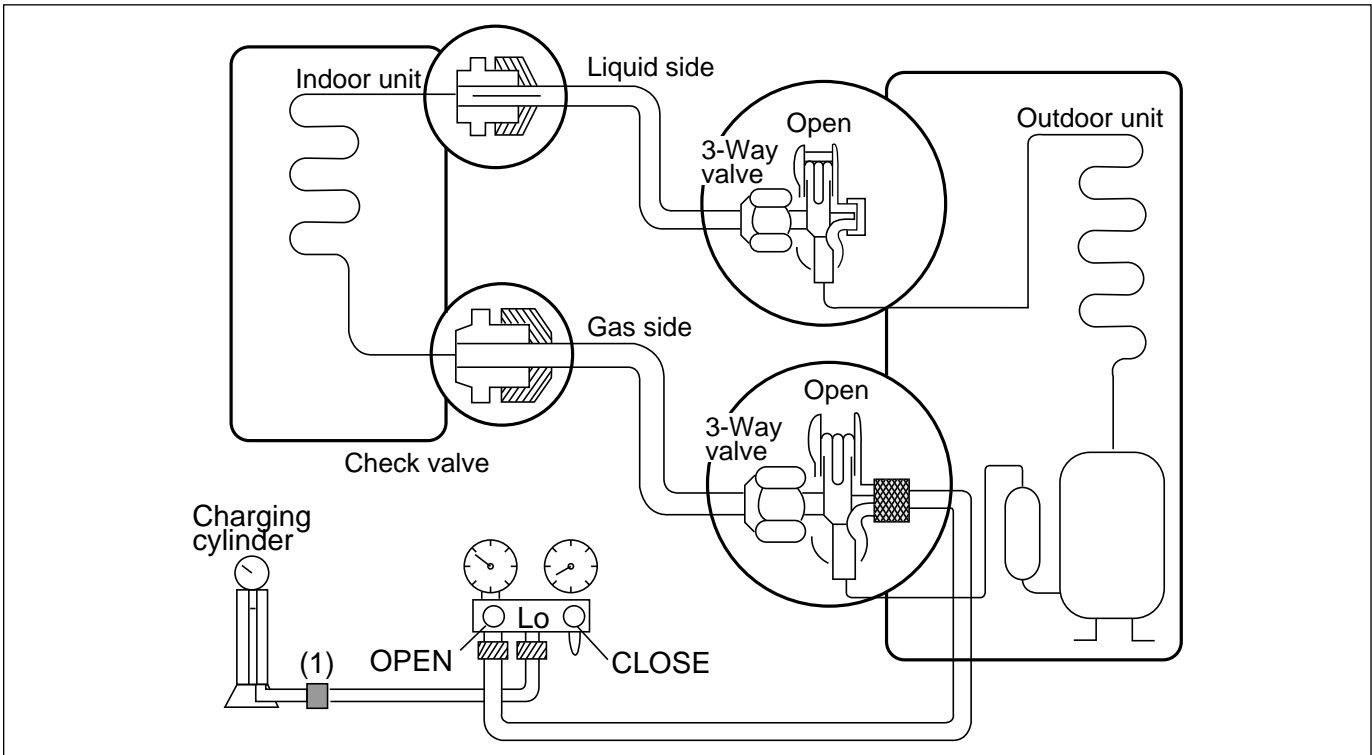 Indoor unit
Liquid side
Open
3-Way
valve
Outdoor unit
Gas side
Open
3-Way
valve
Check valve
Charging
cylinder
Lo
(1)
OPEN
CLOSE